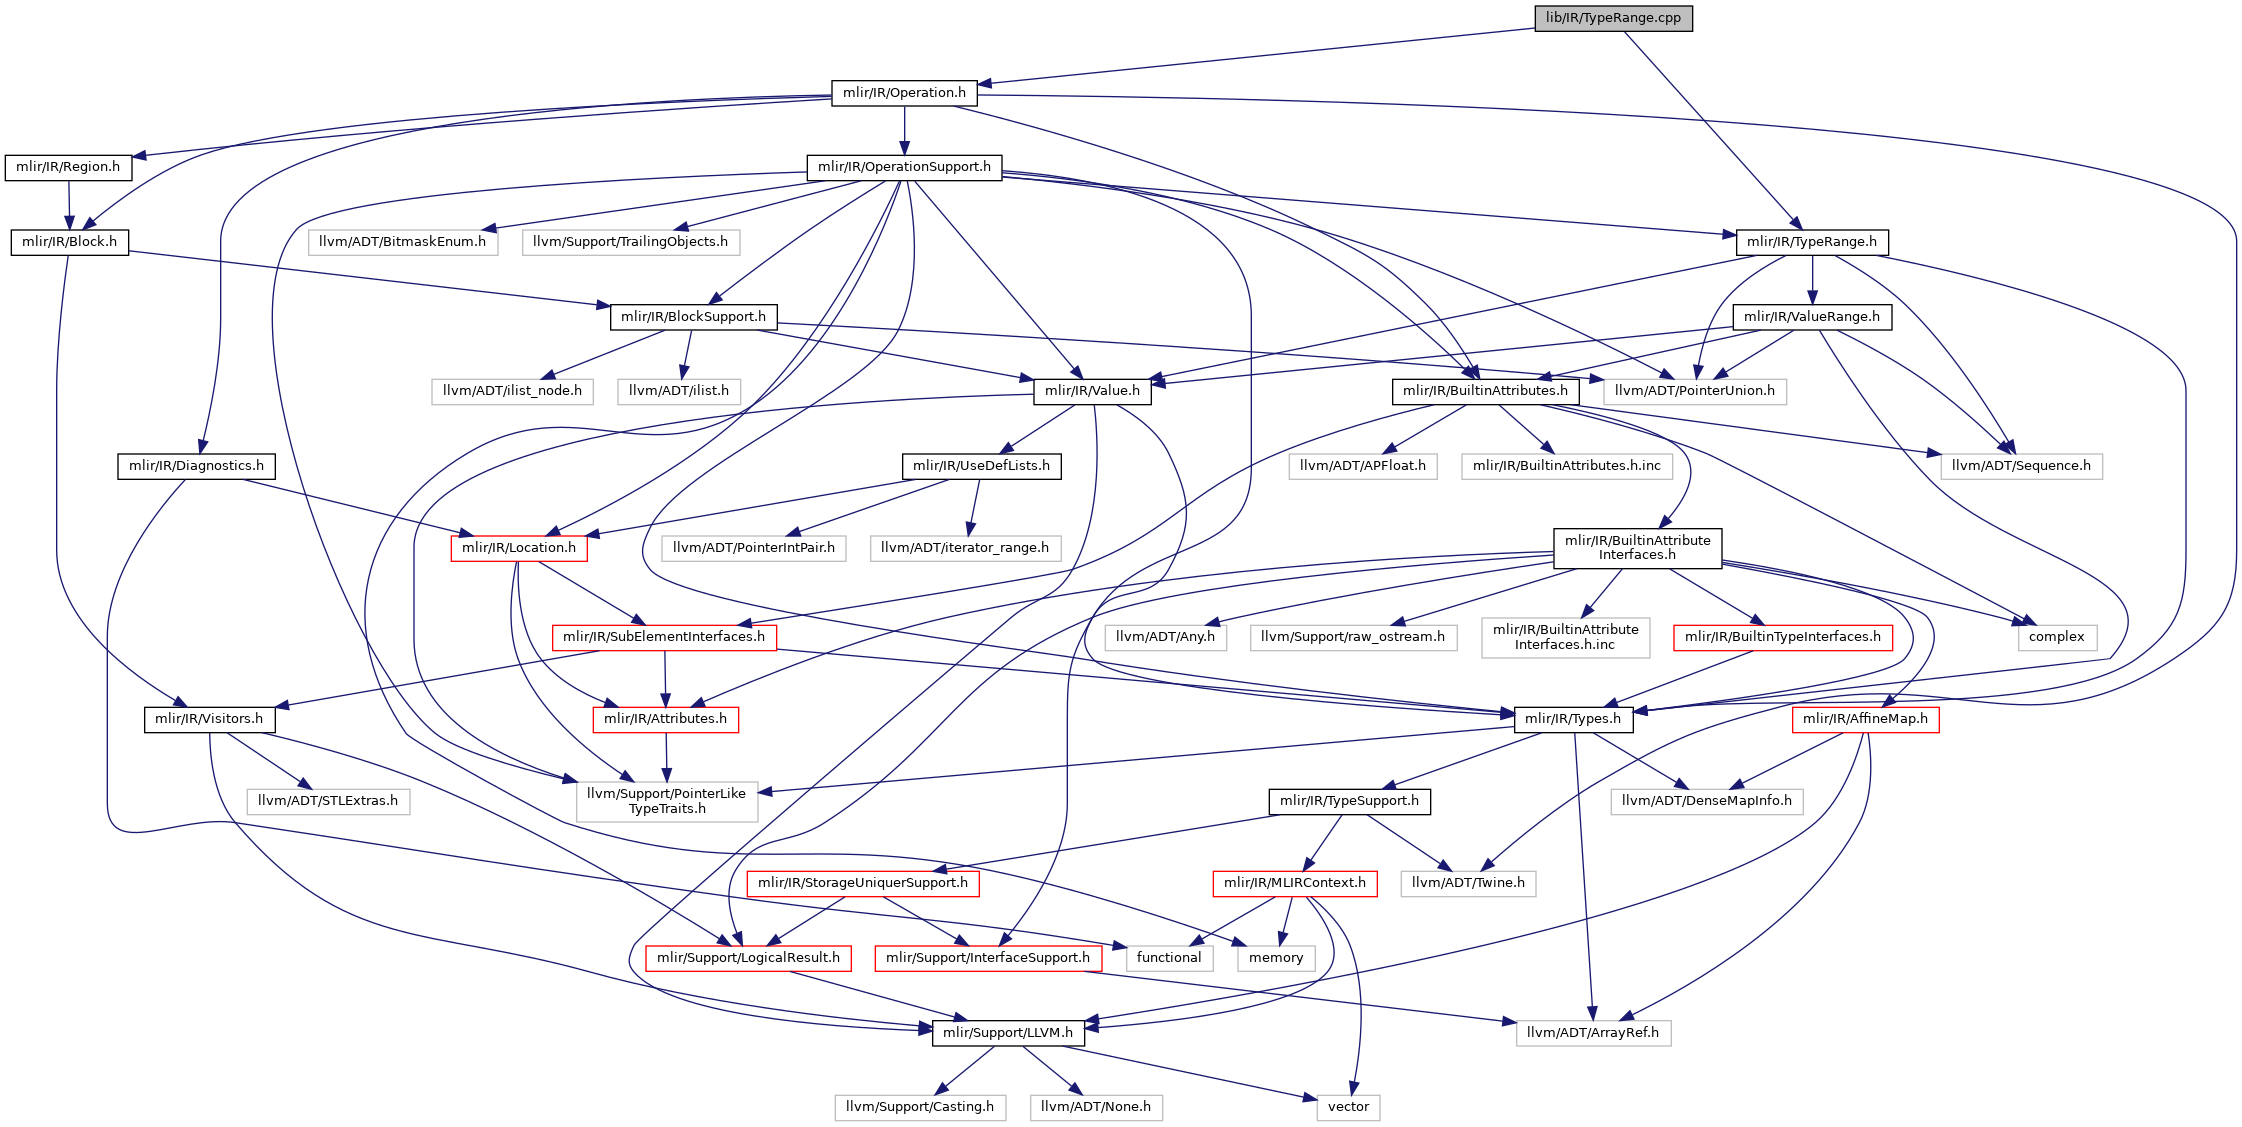 lib/IR/TypeRange.cpp
mlir/IR/Operation.h
mlir/IR/Region.h
mlir/IR/OperationSupport.h
mlir/IR/Block.h
llvm/ADT/BitmaskEnum.h
llvm/Support/TrailingObjects.h
mlir/IR/TypeRange.h
mlir/IR/BlockSupport.h
mlir/IR/ValueRange.h
llvm/ADT/ilist_node.h
llvm/ADT/ilist.h
mlir/IR/Value.h
mlir/IR/BuiltinAttributes.h
llvm/ADT/PointerUnion.h
mlir/IR/Diagnostics.h
mlir/IR/UseDefLists.h
llvm/ADT/APFloat.h
mlir/IR/BuiltinAttributes.h.inc
llvm/ADT/Sequence.h
mlir/IR/Location.h
llvm/ADT/PointerIntPair.h
llvm/ADT/iterator_range.h
mlir/IR/BuiltinAttribute
Interfaces.h
mlir/IR/SubElementInterfaces.h
llvm/ADT/Any.h
llvm/Support/raw_ostream.h
mlir/IR/BuiltinAttribute
Interfaces.h.inc
mlir/IR/BuiltinTypeInterfaces.h
complex
mlir/IR/Visitors.h
mlir/IR/Attributes.h
mlir/IR/Types.h
mlir/IR/AffineMap.h
llvm/ADT/STLExtras.h
llvm/Support/PointerLike
TypeTraits.h
mlir/IR/TypeSupport.h
llvm/ADT/DenseMapInfo.h
mlir/IR/StorageUniquerSupport.h
mlir/IR/MLIRContext.h
llvm/ADT/Twine.h
mlir/Support/LogicalResult.h
mlir/Support/InterfaceSupport.h
functional
memory
mlir/Support/LLVM.h
llvm/ADT/ArrayRef.h
llvm/Support/Casting.h
llvm/ADT/None.h
vector